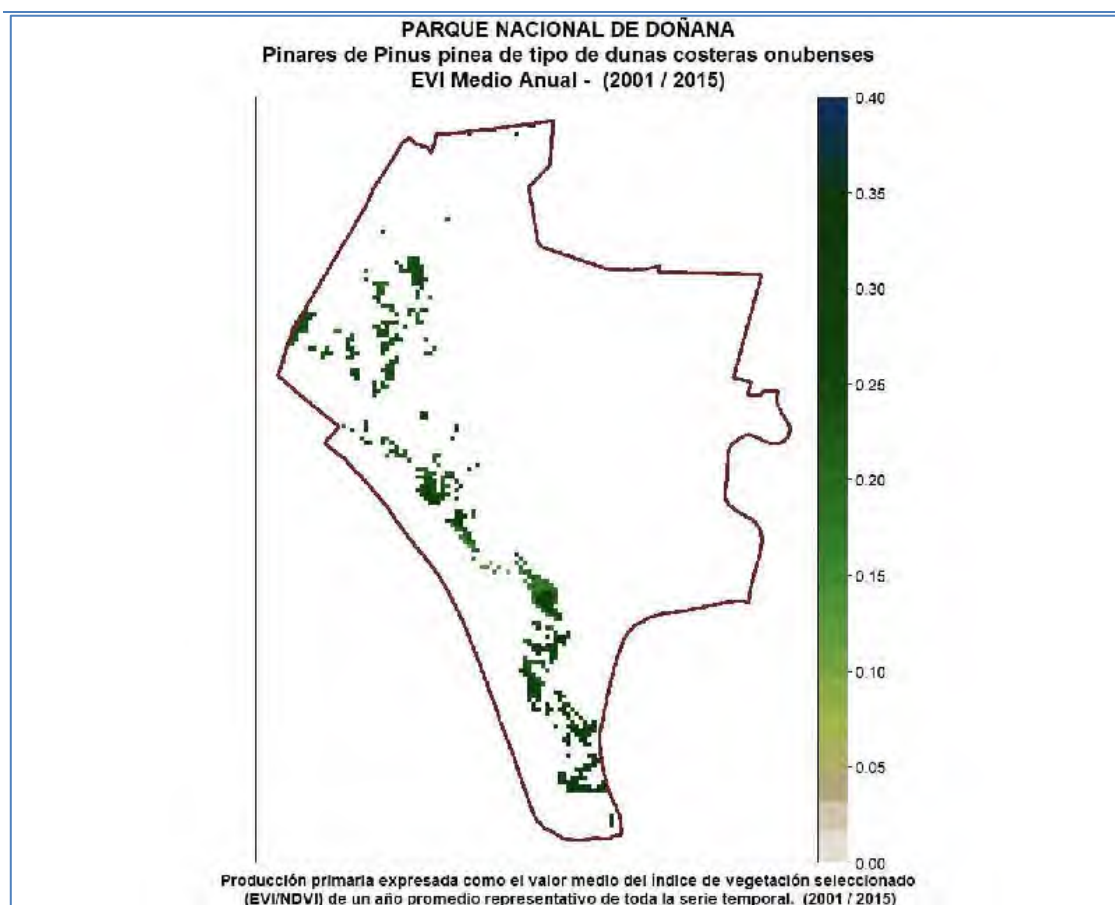 PARQUE NACIONAL DE DOÑANA
Pinares de Pinus pinea de tipo de dunas costeras onubenses
EVI Medio Anual - (2001 / 2015)
0.40
0.35
0.30
0.25
0.20
0.15
0.10
0.05
0.00
Producción primaria expresada como el valor medio del índice de vegetación seleccionado
(EVI/NDVI) de un año promedio representativo de toda la serie temporal. (2001 / 2015)